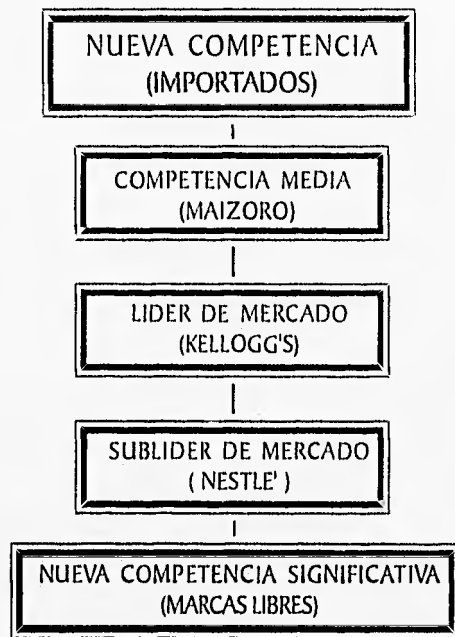 NUEVA COMPETENCIA
(IMPORTADOS)
COMPETENCIA MEDIA
(MAIZORO)
LIDER DE MERCADO
(KELLOGG'S)
SUBLIDER DE MERCADO
( NESTLE' )
NUEVA COMPETENCIA SIGNIFICATIVA
(MARCAS LIBRES)